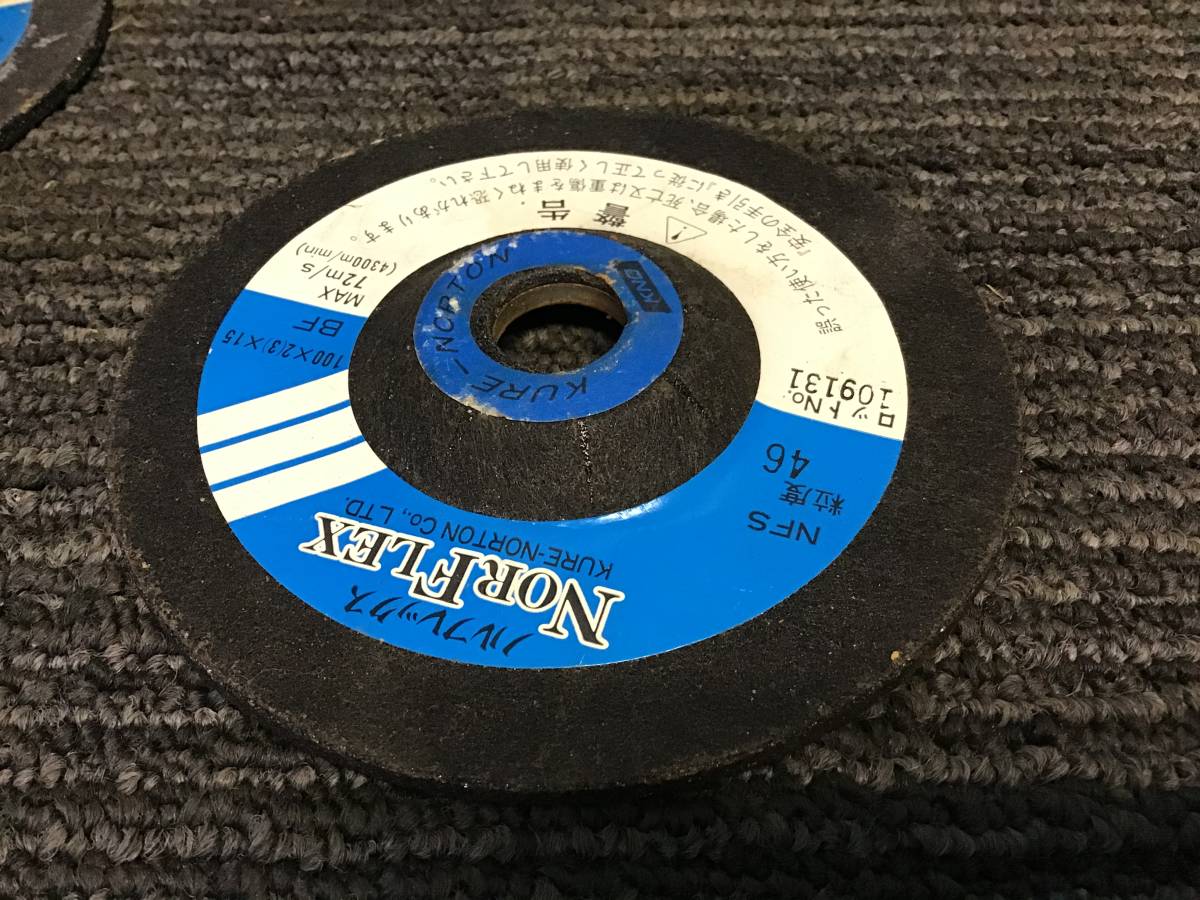 ノルフレックス
NORFLEX
KURE-NORTON CO., LTD.
NFS
粒度 46
ロットNo.
109131
100×2(3)×15
BF
MAX
72m/s
(4300m/min)
警告
誤った使い方をした場合、死亡又は重傷をまねく恐れがあります。
『安全の手引き』に従って正しく使用して下さい。
KURE-NORTON
KNG